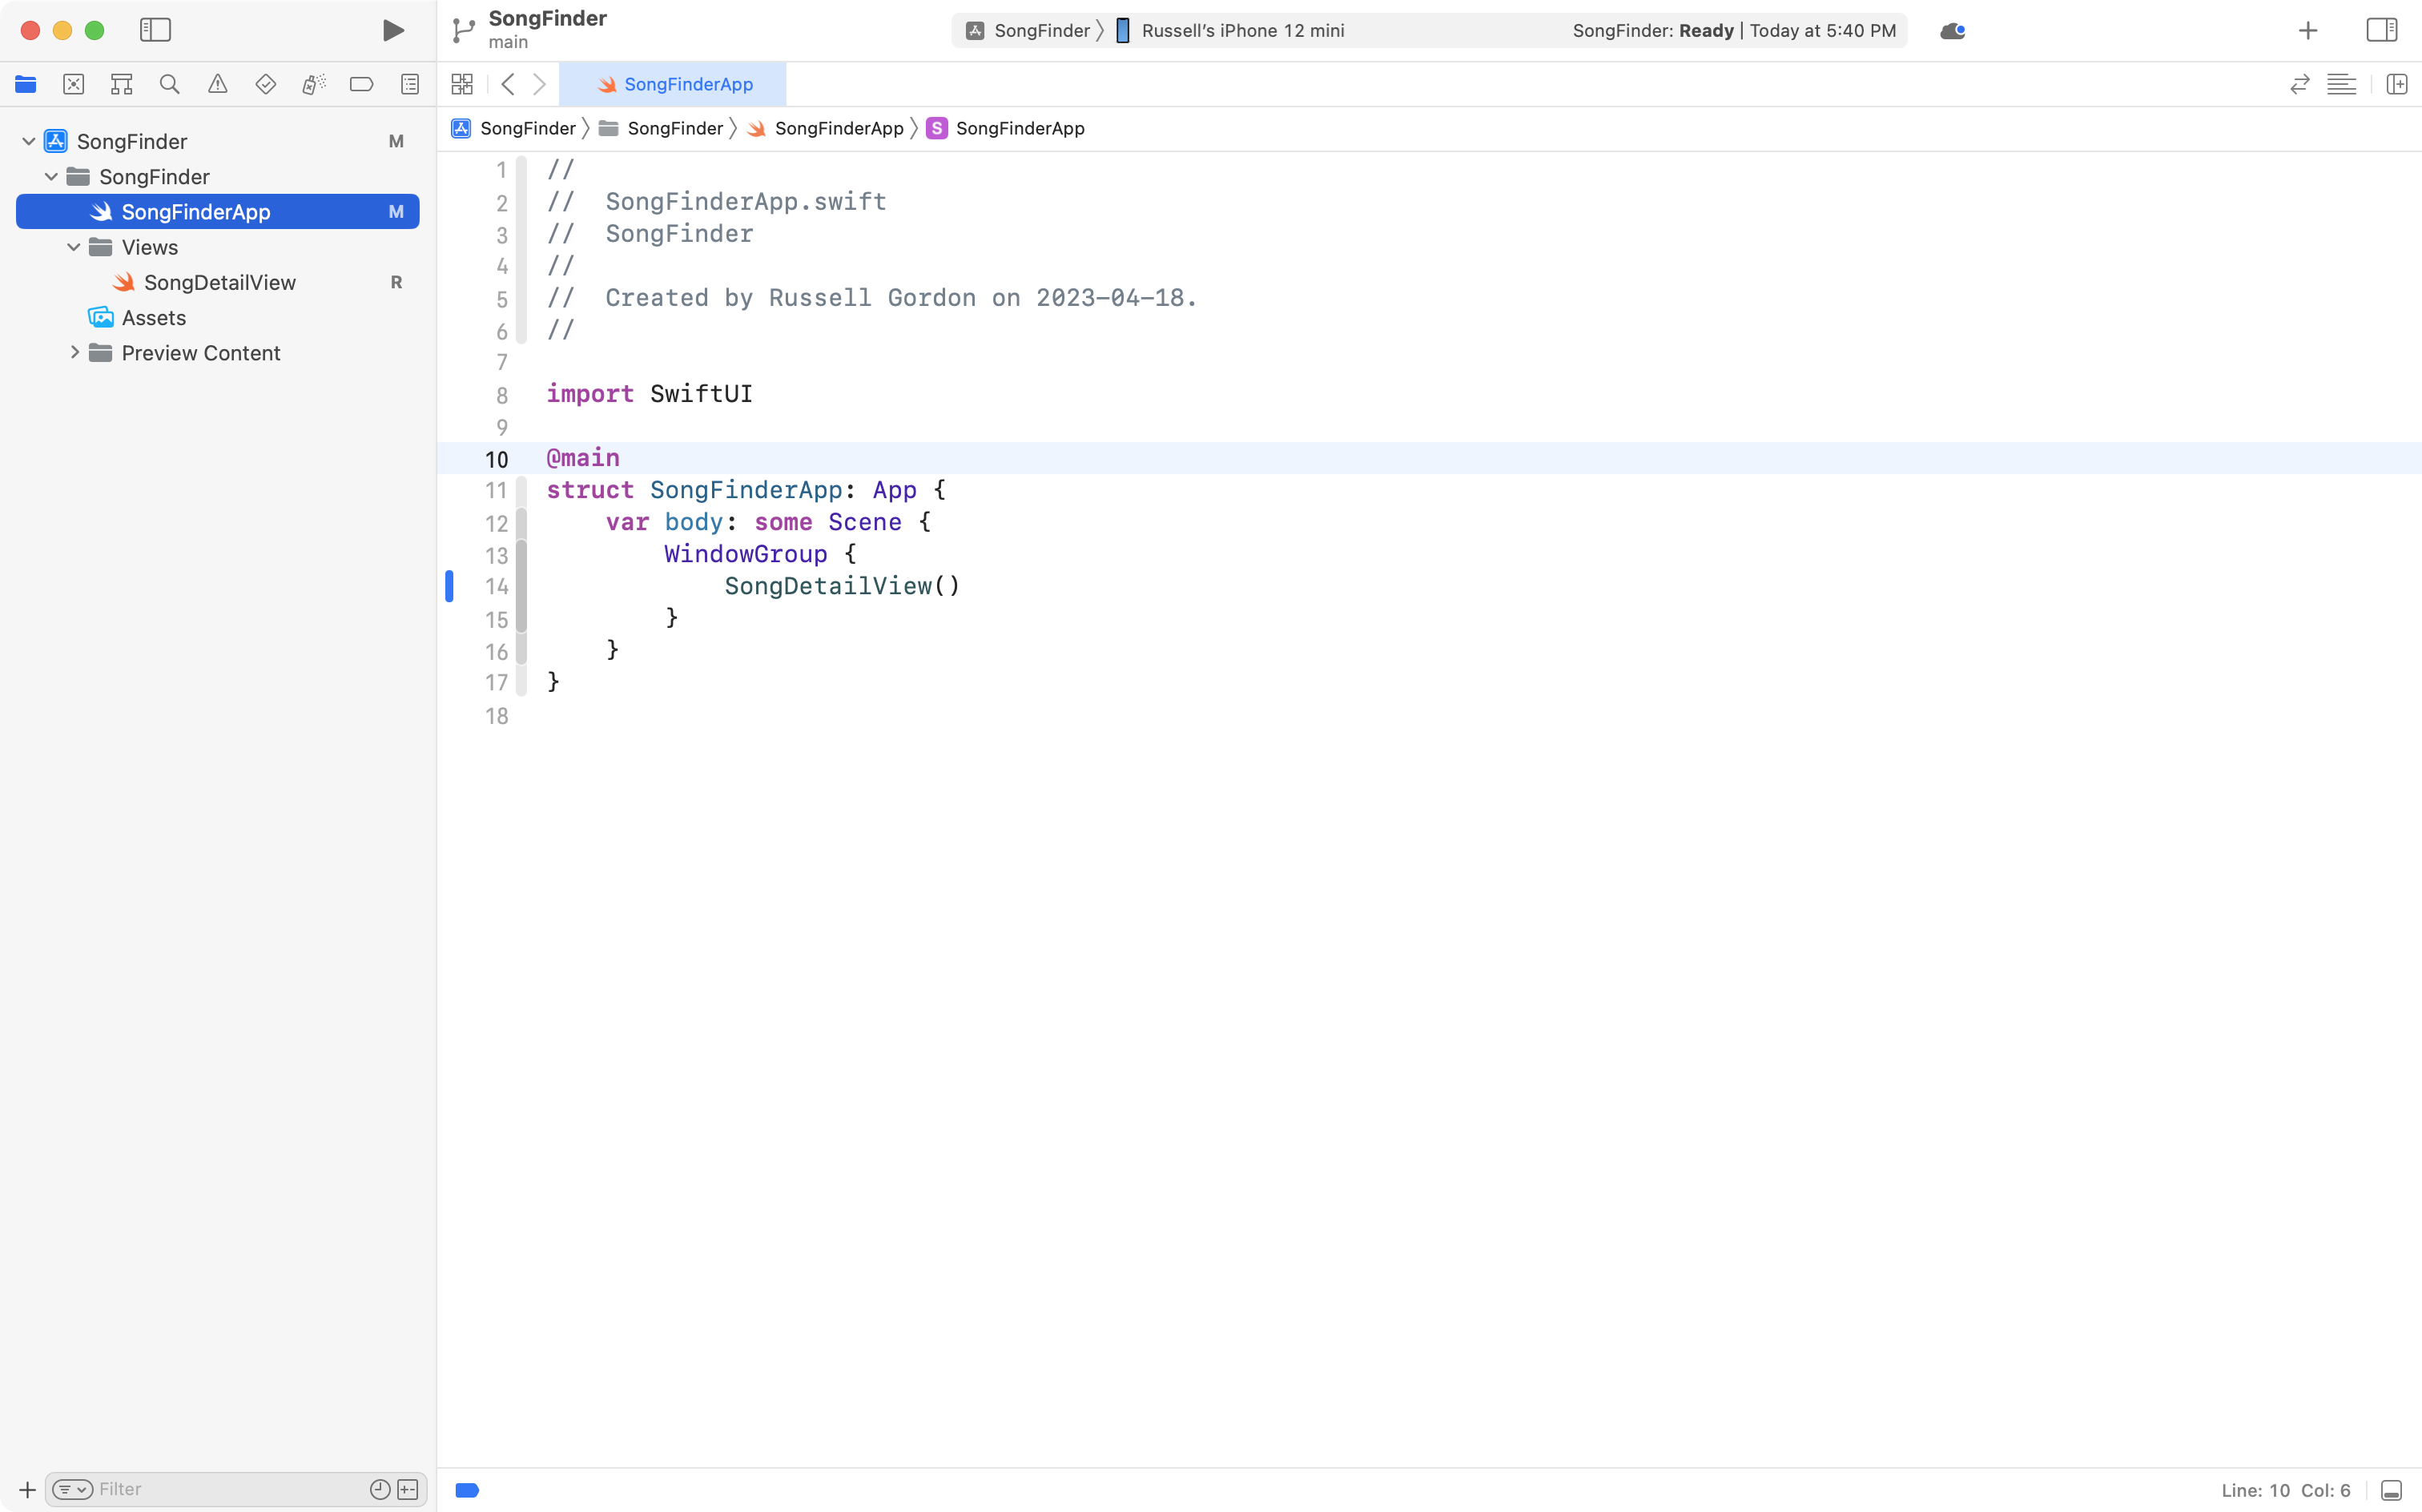 SongFinder
main
SongFinder
Russell’s iPhone 12 mini
SongFinder: Ready | Today at 5:40 PM
SongFinderApp
SongFinder
SongFinder
SongFinderApp
S SongFinderApp
SongFinder M
SongFinder
SongFinderApp M
Views
SongDetailView R
Assets
Preview Content
1 //
2 //  SongFinderApp.swift
3 //  SongFinder
4 //
5 //  Created by Russell Gordon on 2023-04-18.
6 //
7
8 import SwiftUI
9
10 @main
11 struct SongFinderApp: App {
12     var body: some Scene {
13         WindowGroup {
14             SongDetailView()
15         }
16     }
17 }
18
Filter
Line: 10 Col: 6